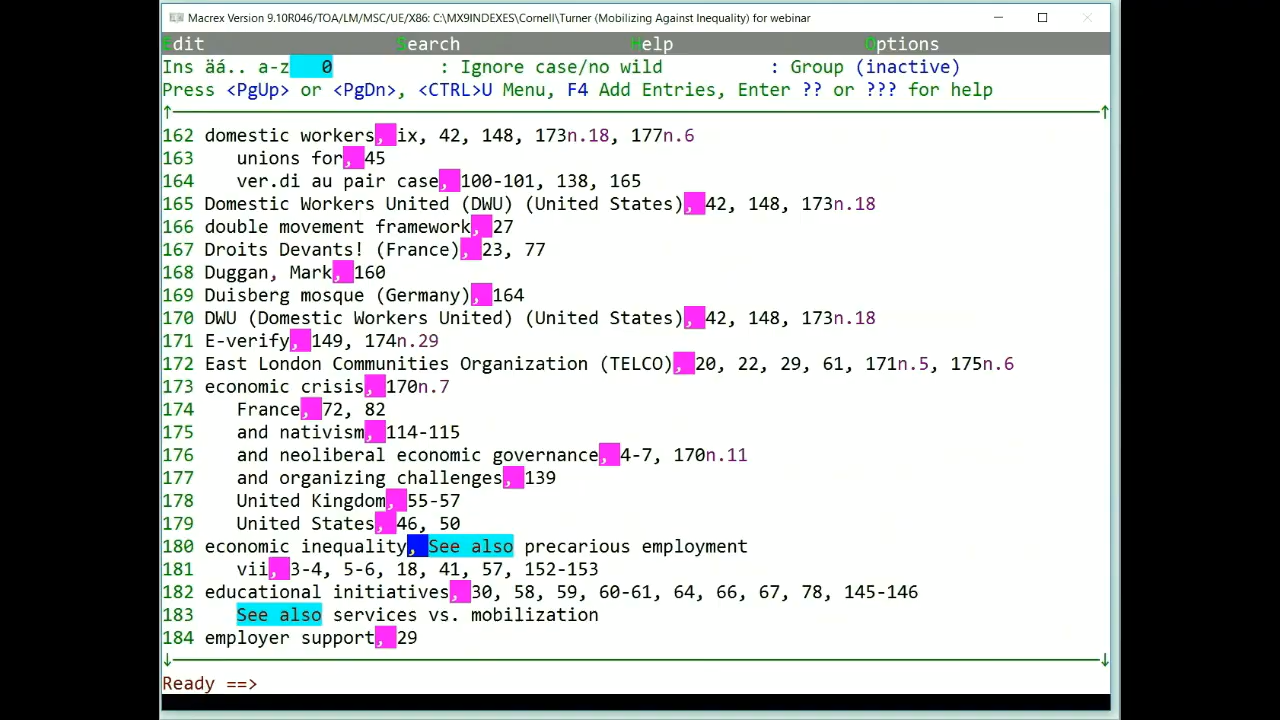 Macrex Version 9.10R046/TOA/LM/MSC/UE/X86: C:\MX9INDEXES\Cornell\Turner (Mobilizing Against Inequality) for webinar
Edit Search Help Options
Ins äá.. a-z 0 : Ignore case/no wild : Group (inactive)
Press <PgUp> or <PgDn>, <CTRL>U Menu, F4 Add Entries, Enter ?? or ??? for help
162 domestic workers, ix, 42, 148, 173n.18, 177n.6
163 unions for, 45
164 ver.di au pair case, 100-101, 138, 165
165 Domestic Workers United (DWU) (United States), 42, 148, 173n.18
166 double movement framework, 27
167 Droits Devants! (France), 23, 77
168 Duggan, Mark, 160
169 Duisberg mosque (Germany), 164
170 DWU (Domestic Workers United) (United States), 42, 148, 173n.18
171 E-verify, 149, 174n.29
172 East London Communities Organization (TELCO), 20, 22, 29, 61, 171n.5, 175n.6
173 economic crisis, 170n.7
174 France, 72, 82
175 and nativism, 114-115
176 and neoliberal economic governance, 4-7, 170n.11
177 and organizing challenges, 139
178 United Kingdom, 55-57
179 United States, 46, 50
180 economic inequality, See also precarious employment
181 vii, 3-4, 5-6, 18, 41, 57, 152-153
182 educational initiatives, 30, 58, 59, 60-61, 64, 66, 67, 78, 145-146
183 See also services vs. mobilization
184 employer support, 29
Ready ==>